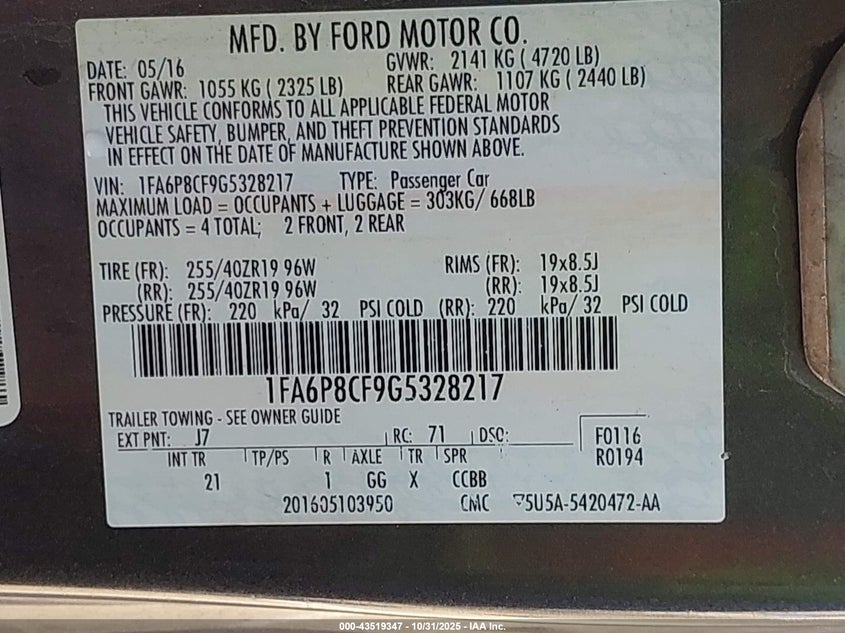 MFD. BY FORD MOTOR CO.
DATE: 05/16 GVWR: 2141 KG ( 4720 LB)
FRONT GAWR: 1055 KG ( 2325 LB) REAR GAWR: 1107 KG ( 2440 LB)
THIS VEHICLE CONFORMS TO ALL APPLICABLE FEDERAL MOTOR
VEHICLE SAFETY, BUMPER, AND THEFT PREVENTION STANDARDS
IN EFFECT ON THE DATE OF MANUFACTURE SHOWN ABOVE.
VIN: 1FA6P8CF9G5328217 TYPE: Passenger Car
MAXIMUM LOAD = OCCUPANTS + LUGGAGE = 303KG/ 668LB
OCCUPANTS = 4 TOTAL; 2 FRONT, 2 REAR
TIRE (FR): 255/40ZR19 96W RIMS (FR): 19x8.5J
(RR): 255/40ZR19 96W (RR): 19x8.5J
PRESSURE (FR): 220 kPa/ 32 PSI COLD (RR): 220 kPa/ 32 PSI COLD
1FA6P8CF9G5328217
TRAILER TOWING - SEE OWNER GUIDE
EXT PNT: J7 RC: 71 DSO: F0116
INT TR TP/PS R AXLE TR SPR R0194
21 1 GG X CCBB
201605103950 CMC 5U5A-5420472-AA
000-43519347 - 10/31/2025 - IAA Inc.